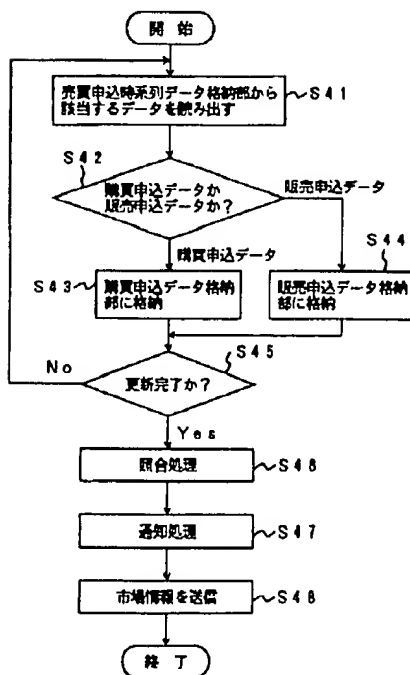 開始
売買申込時系列データ格納部から
該当するデータを読み出す
S41
S42
購買申込データか
販売申込データか？
販売申込データ
購買申込データ
S43
購買申込データ格納
部に格納
S44
販売申込データ格納
部に格納
S45
更新完了か？
No
Yes
照合処理
S46
通知処理
S47
市場情報を送信
S48
終了